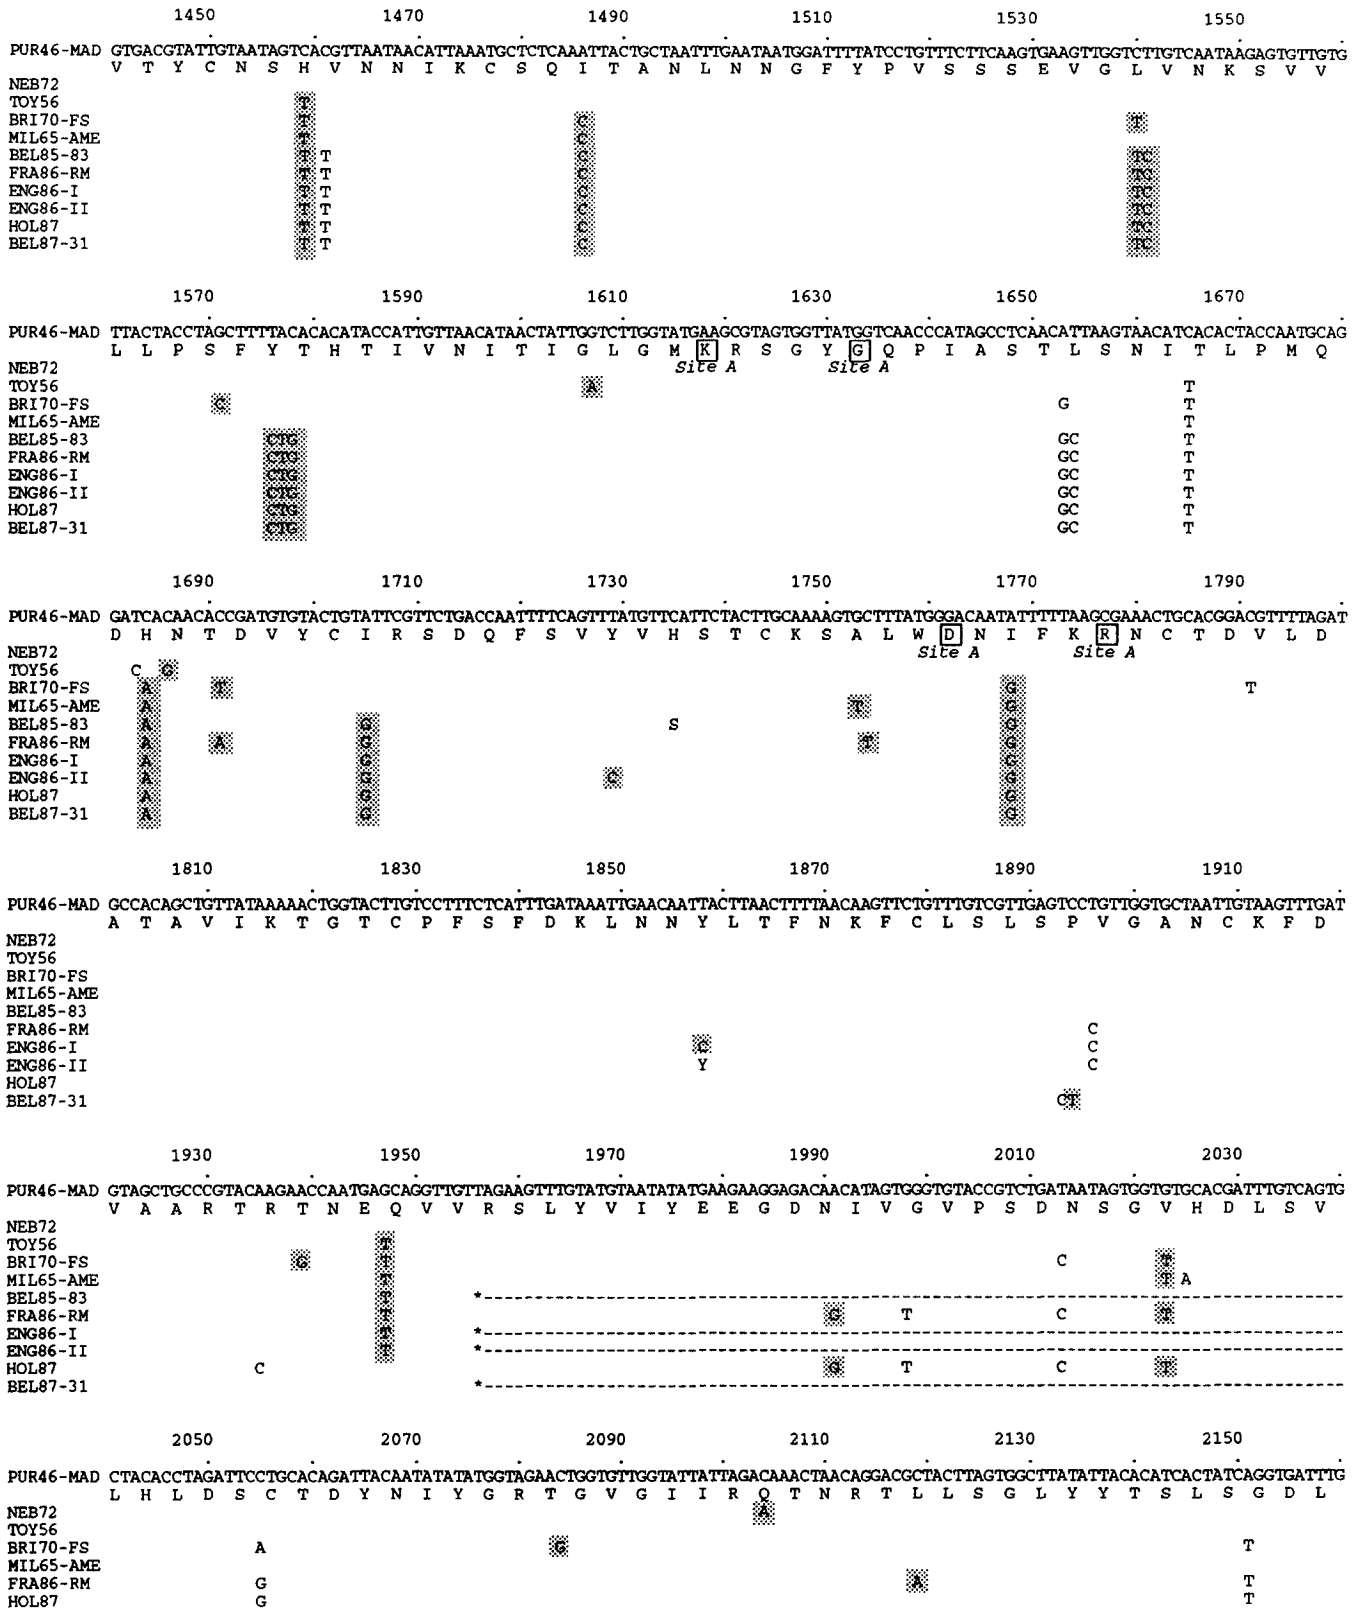 1450 1470 1490 1510 1530 1550
PUR46-MAD GTGACGTATTGTAATAGTCACGTTAATAACATTAAATGCTCTCAAATTACTGCTAATTTGAATAATGGATTTTATCCTGTTTCTTCAAGTGAAGTTGGTCTTGTCAATAAGAGTGTTGTG
V T Y C N S H V N N I K C S Q I T A N L N N G F Y P V S S S E V G L V N K S V V
NEB72
TOY56 T
BRI70-FS T C T
MIL65-AME T C
BEL85-83 T T C TC
FRA86-RM T T C TC
ENG86-I T T C TC
ENG86-II T T C TC
HOL87 T T C TC
BEL87-31 T T C TC
1570 1590 1610 1630 1650 1670
PUR46-MAD TTACTACCTAGCTTTTACACACATACCATTGTTAACATAACTATTGGTCTTGGTATGAAGCGTAGTGGTTATGGTCAACCCATAGCCTCAACATTAAGTAACATCACACTACCAATGCAG
L L P S F Y T H T I V N I T I G L G M K R S G Y G Q P I A S T L S N I T L P M Q
NEB72 Site A Site A
TOY56 A T
BRI70-FS C G T
MIL65-AME T
BEL85-83 CTG GC T
FRA86-RM CTG GC T
ENG86-I CTG GC T
ENG86-II CTG GC T
HOL87 CTG GC T
BEL87-31 CTG GC T
1690 1710 1730 1750 1770 1790
PUR46-MAD GATCACAACACCGATGTGTACTGTATTCGTTCTGACCAATTTTCAGTTTATGTTCATTCTACTTGCAAAAGTGCTTTATGGGACAATATTTTTAAGCGAAACTGCACGGACGTTTTAGAT
D H N T D V Y C I R S D Q F S V Y V H S T C K S A L W D N I F K R N C T D V L D
NEB72 Site A Site A
TOY56 C G
BRI70-FS A T G T
MIL65-AME A T G
BEL85-83 A G S G
FRA86-RM A A G T G
ENG86-I A G G
ENG86-II A G C G
HOL87 A G G
BEL87-31 A G G
1810 1830 1850 1870 1890 1910
PUR46-MAD GCCACAGCTGTTATAAAAACTGGTACTTGTCCTTTCTCATTTGATAAATTGAACAATTACTTAACTTTTAACAAGTTCTGTTTGTCGTTGAGTCCTGTTGGTGCTAATTGTAAGTTTGAT
A T A V I K T G T C P F S F D K L N N Y L T F N K F C L S L S P V G A N C K F D
NEB72
TOY56
BRI70-FS
MIL65-AME
BEL85-83
FRA86-RM C
ENG86-I C C
ENG86-II Y C
HOL87
BEL87-31 CT
1930 1950 1970 1990 2010 2030
PUR46-MAD GTAGCTGCCCGTACAAGAACCAATGAGCAGGTTGTTAGAAGTTTGTATGTAATATATGAAGAAGGAGACAACATAGTGGGTGTACCGTCTGATAATAGTGGTGTGCACGATTTGTCAGTG
V A A R T R T N E Q V V R S L Y V I Y E E G D N I V G V P S D N S G V H D L S V
NEB72
TOY56 T
BRI70-FS G T C T
MIL65-AME T T A
BEL85-83 T *-----------------------------------------------------------------------------------
FRA86-RM T G T C T
ENG86-I T *-----------------------------------------------------------------------------------
ENG86-II T *-----------------------------------------------------------------------------------
HOL87 C G T C T
BEL87-31 *-----------------------------------------------------------------------------------
2050 2070 2090 2110 2130 2150
PUR46-MAD CTACACCTAGATTCCTGCACAGATTACAATATATATGGTAGAACTGGTGTTGGTATTATTAGACAAACTAACAGGACGCTACTTAGTGGCTTATATTACACATCACTATCAGGTGATTTG
L H L D S C T D Y N I Y G R T G V G I I R Q T N R T L L S G L Y Y T S L S G D L
NEB72 A
TOY56
BRI70-FS A G T
MIL65-AME
FRA86-RM G A T
HOL87 G T